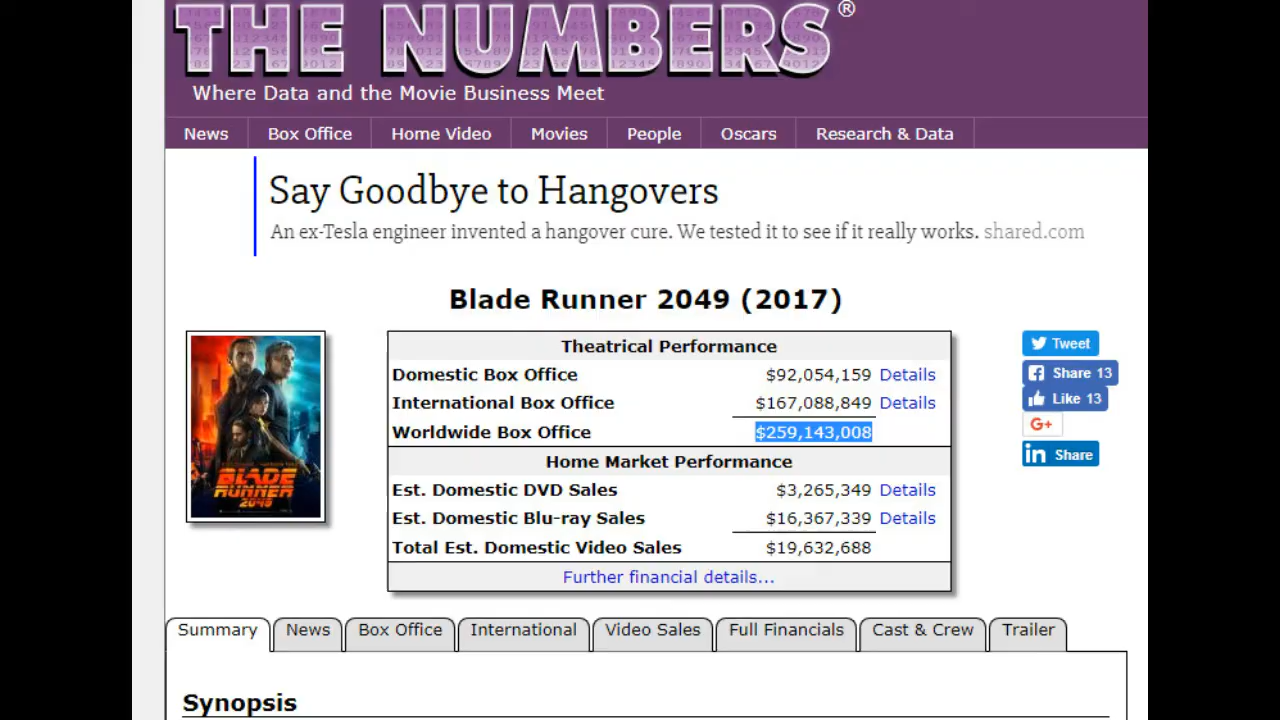 THE NUMBERS®
Where Data and the Movie Business Meet
News Box Office Home Video Movies People Oscars Research & Data
Say Goodbye to Hangovers
An ex-Tesla engineer invented a hangover cure. We tested it to see if it really works. shared.com
Blade Runner 2049 (2017)
Theatrical Performance
Domestic Box Office $92,054,159 Details
International Box Office $167,088,849 Details
Worldwide Box Office $259,143,008
Home Market Performance
Est. Domestic DVD Sales $3,265,349 Details
Est. Domestic Blu-ray Sales $16,367,339 Details
Total Est. Domestic Video Sales $19,632,688
Further financial details...
BLADE
RUNNER
2049
Tweet
Share 13
Like 13
G+
in Share
Summary News Box Office International Video Sales Full Financials Cast & Crew Trailer
Synopsis